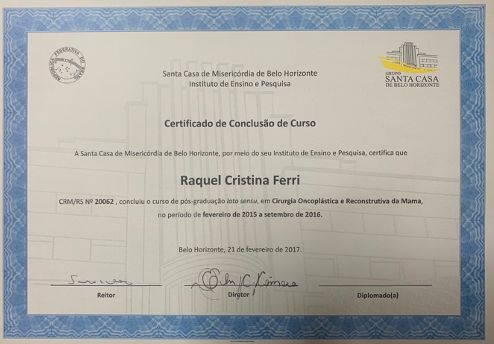 REPÚBLICA FEDERATIVA DO BRASIL
GRUPO
SANTA CASA
DE BELO HORIZONTE
Santa Casa de Misericórdia de Belo Horizonte
Instituto de Ensino e Pesquisa
Certificado de Conclusão de Curso
A Santa Casa de Misericórdia de Belo Horizonte, por meio do seu Instituto de Ensino e Pesquisa, certifica que
Raquel Cristina Ferri
CRM/RS Nº 20062 , concluiu o curso de pós-graduação lato sensu, em Cirurgia Oncoplástica e Reconstrutiva da Mama,
no período de fevereiro de 2015 a setembro de 2016.
Belo Horizonte, 21 de fevereiro de 2017.
Reitor
Diretor
Diplomado(a)